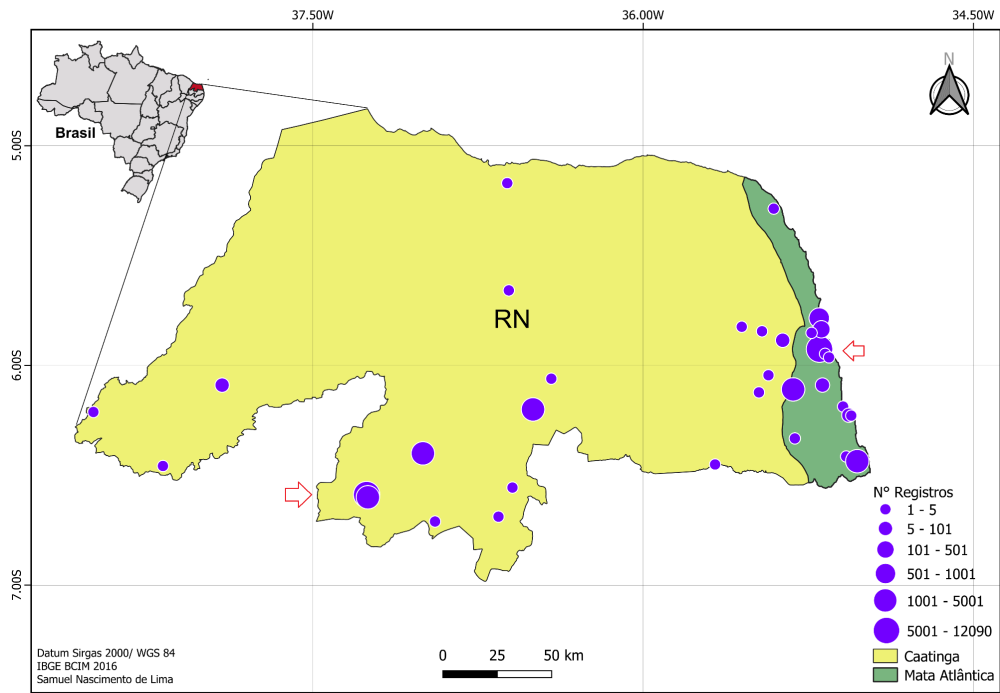 37.50W 36.00W 34.50W
N
Brasil
5.00S
RN
6.00S
7.00S
N° Registros
1 - 5
5 - 101
101 - 501
501 - 1001
1001 - 5001
5001 - 12090
Caatinga
Mata Atlântica
Datum Sirgas 2000/ WGS 84
IBGE BCIM 2016
Samuel Nascimento de Lima
0 25 50 km